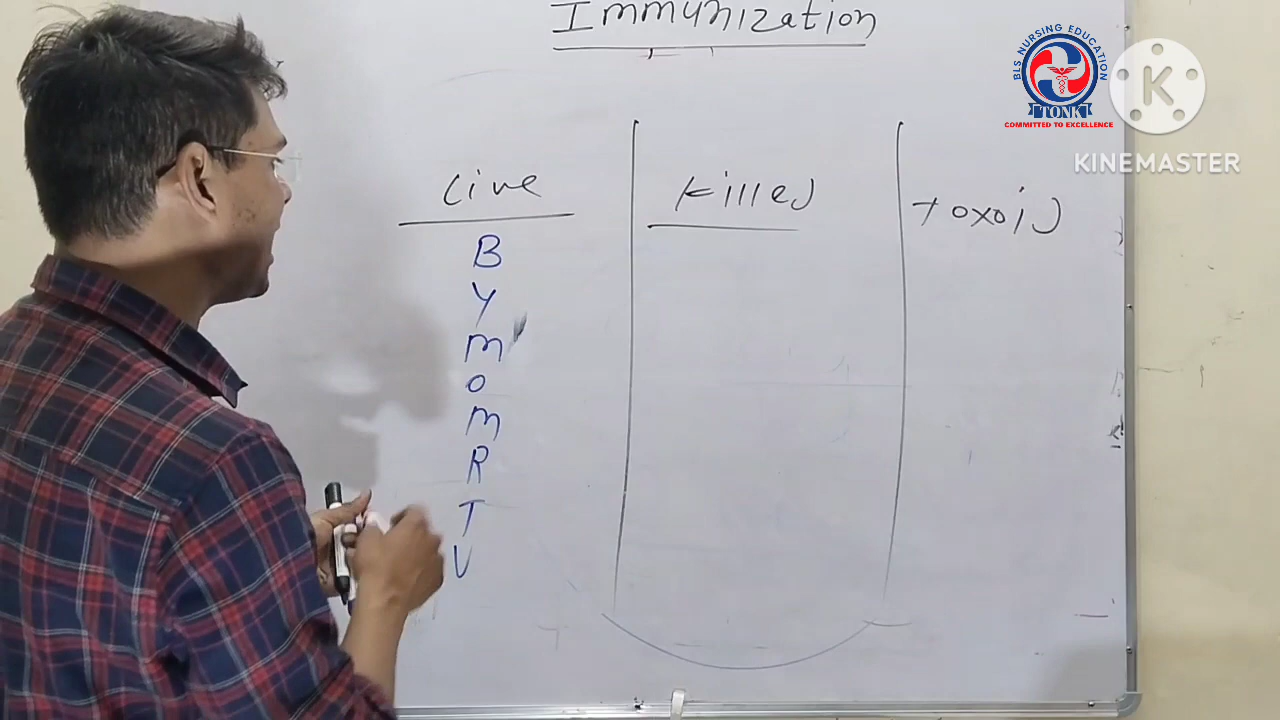 Immunization
BLS NURSING EDUCATION
TONK
COMMITTED TO EXCELLENCE
K
KINEMASTER
Live
Killed
Toxoid
B
Y
M
O
M
R
T
V